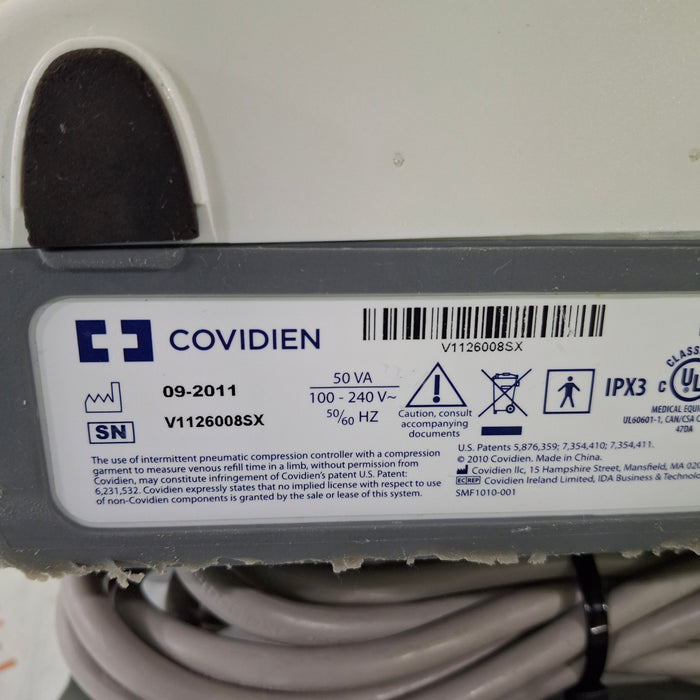 COVIDIEN
V1126008SX
09-2011
SN
V1126008SX
50 VA
100 - 240 V~
50/60 HZ
Caution, consult
accompanying
documents
IPX3
C
CLASS
UL
MEDICAL EQUI
UL60601-1, CAN/CSA C
47DA
The use of intermittent pneumatic compression controller with a compression
garment to measure venous refill time in a limb, without permission from
Covidien, may constitute infringement of Covidien's patent U.S. Patent:
6,231,532. Covidien expressly states that no implied license with respect to use
of non-Covidien components is granted by the sale or lease of this system.
U.S. Patents 5,876,359; 7,354,410; 7,354,411.
© 2010 Covidien. Made in China.
Covidien llc, 15 Hampshire Street, Mansfield, MA 020
EC REP Covidien Ireland Limited, IDA Business & Technolo
SMF1010-001